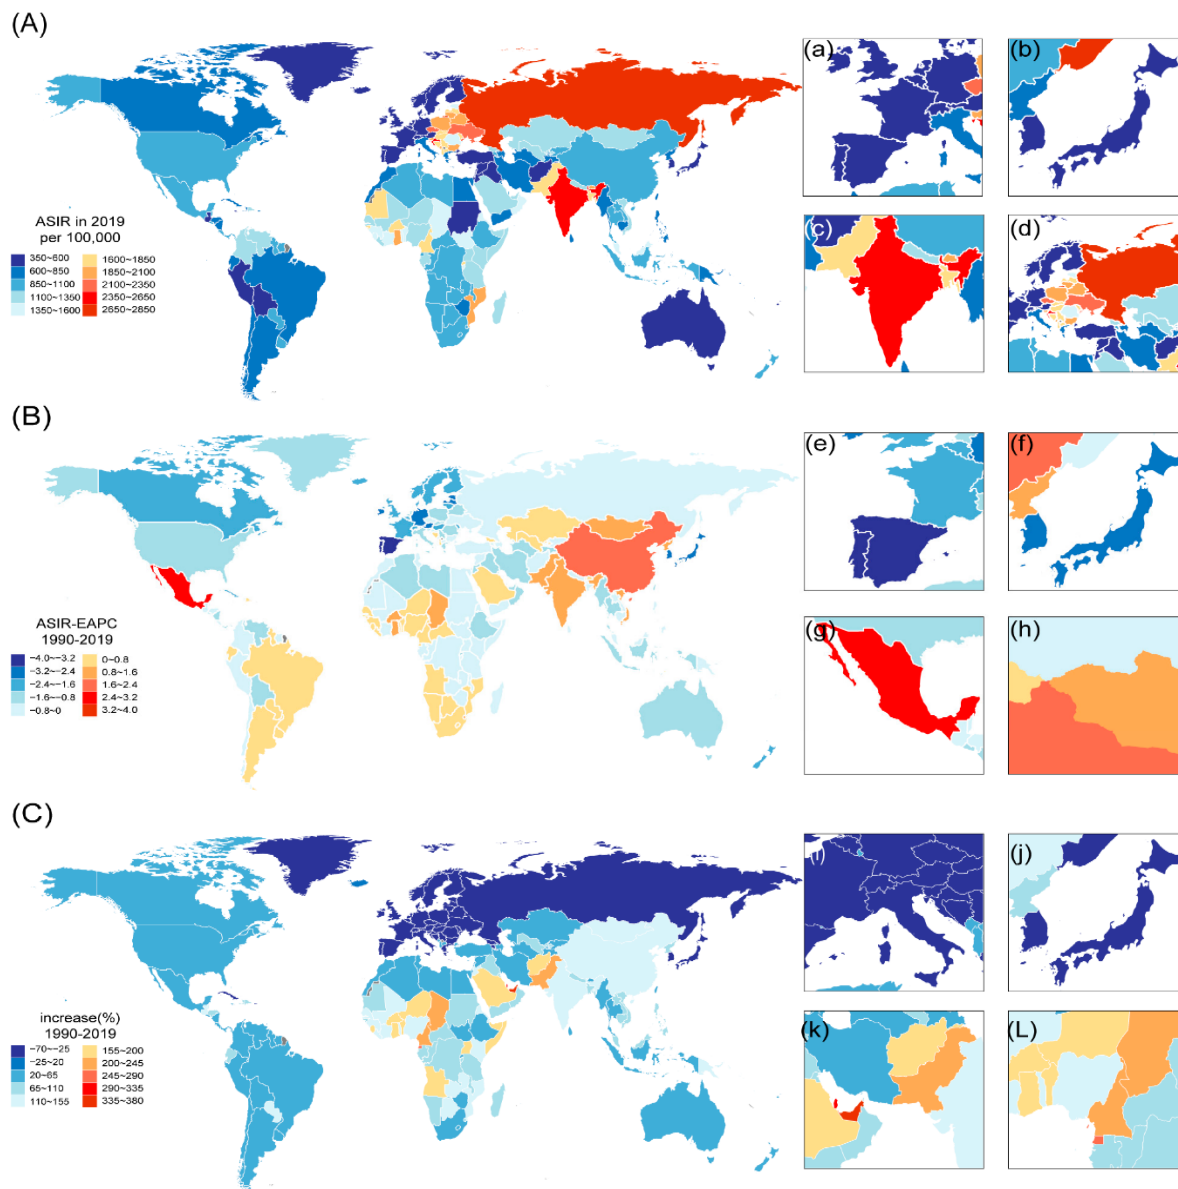 (A)
(a)
(b)
ASIR in 2019
per 100,000
350~600 1600~1850
600~850 1850~2100
850~1100 2100~2350
1100~1350 2350~2650
1350~1600 2650~2850
(c)
(d)
(B)
(e)
(f)
ASIR-EAPC
1990-2019
−4.0~−3.2 0~0.8
−3.2~−2.4 0.8~1.6
−2.4~−1.6 1.6~2.4
−1.6~−0.8 2.4~3.2
−0.8~0 3.2~4.0
(g)
(h)
(C)
(i)
(j)
increase(%)
1990-2019
−70~−25 155~200
−25~20 200~245
20~65 245~290
65~110 290~335
110~155 335~380
(k)
(L)